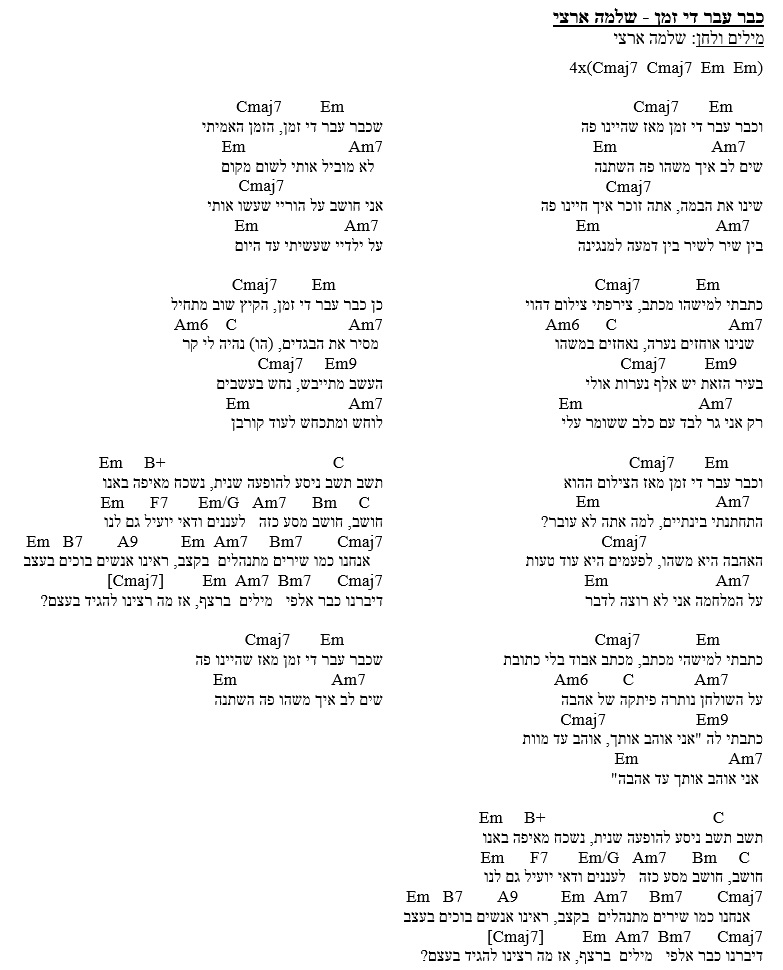 כבר עבר די זמן - שלמה ארצי
מילים ולחן: שלמה ארצי
4x(Cmaj7 Cmaj7 Em Em)
Cmaj7 Em
וכבר עבר די זמן מאז שהיינו פה
Em Am7
שים לב איך משהו פה השתנה
Cmaj7
שינו את הבמה, אתה זוכר איך חיינו פה
Em Am7
בין שיר לשיר בין דמעה למנגינה
Cmaj7 Em
כתבתי למישהו מכתב, צירפתי צילום דהוי
Am6 C Am7
שנינו אוחזים נערה, נאחזים במשהו
Cmaj7 Em9
בעיר הזאת יש אלף נערות אולי
Em Am7
רק אני גר לבד עם כלב ששומר עלי
Cmaj7 Em
וכבר עבר די זמן מאז הצילום ההוא
Em Am7
התחתנתי בינתיים, למה אתה לא עובר?
Cmaj7
האהבה היא משהו, לפעמים היא עוד טעות
Em Am7
על המלחמה אני לא רוצה לדבר
Cmaj7 Em
כתבתי למישהי מכתב, מכתב אבוד בלי כתובת
Am6 C Am7
על השולחן נותרה פיתקה של אהבה
Cmaj7 Em9
כתבתי לה "אני אוהב אותך, אוהב עד מוות
Em Am7
אני אוהב אותך עד אהבה"
Em B+ C
תשב תשב ניסע להופעה שנית, נשכח מאיפה באנו
Em F7 Em/G Am7 Bm C
חושב, חושב מסע כזה לעננים ודאי יועיל גם לנו
Em B7 A9 Em Am7 Bm7 Cmaj7
אנחנו כמו שירים מתנהלים בקצב, ראינו אנשים בוכים בעצב
[Cmaj7] Em Am7 Bm7 Cmaj7
דיברנו כבר אלפי מילים ברצף, אז מה רצינו להגיד בעצם?
Cmaj7 Em
שכבר עבר די זמן, הזמן האמיתי
Em Am7
לא מוביל אותי לשום מקום
Cmaj7
אני חושב על הוריי שעשו אותי
Em Am7
על ילדיי שעשיתי עד היום
Cmaj7 Em
כן כבר עבר די זמן, הקיץ שוב מתחיל
Am6 C Am7
מסיר את הבגדים, (הו) נהיה לי קר
Cmaj7 Em9
העשב מתייבש, נחש בעשבים
Em Am7
לוחש ומתכחש לעוד קורבן
Em B+ C
תשב תשב ניסע להופעה שנית, נשכח מאיפה באנו
Em F7 Em/G Am7 Bm C
חושב, חושב מסע כזה לעננים ודאי יועיל גם לנו
Em B7 A9 Em Am7 Bm7 Cmaj7
אנחנו כמו שירים מתנהלים בקצב, ראינו אנשים בוכים בעצב
[Cmaj7] Em Am7 Bm7 Cmaj7
דיברנו כבר אלפי מילים ברצף, אז מה רצינו להגיד בעצם?
Cmaj7 Em
שכבר עבר די זמן מאז שהיינו פה
Em Am7
שים לב איך משהו פה השתנה